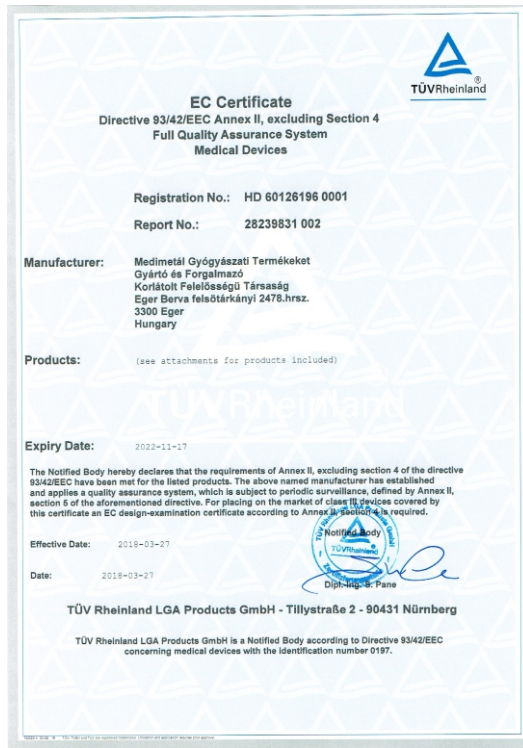 TÜVRheinland
®
EC Certificate
Directive 93/42/EEC Annex II, excluding Section 4
Full Quality Assurance System
Medical Devices
Registration No.: HD 60126196 0001
Report No.: 28239831 002
Manufacturer: Medimetál Gyógyászati Termékeket
Gyártó és Forgalmazó
Korlátolt Felelösségü Társaság
Eger Berva felsötárkányi 2478.hrsz.
3300 Eger
Hungary
Products: (see attachments for products included)
TÜVRheinland
Expiry Date: 2022-11-17
The Notified Body hereby declares that the requirements of Annex II, excluding section 4 of the directive
93/42/EEC have been met for the listed products. The above named manufacturer has established
and applies a quality assurance system, which is subject to periodic surveillance, defined by Annex II,
section 5 of the aforementioned directive. For placing on the market of class III devices covered by
this certificate an EC design-examination certificate according to Annex II, section 4 is required.
Notified Body
TÜVRheinland
Effective Date: 2018-03-27
Date: 2018-03-27
Dipl.-Ing. S. Pane
TÜV Rheinland LGA Products GmbH - Tillystraße 2 - 90431 Nürnberg
TÜV Rheinland LGA Products GmbH is a Notified Body according to Directive 93/42/EEC
concerning medical devices with the identification number 0197.